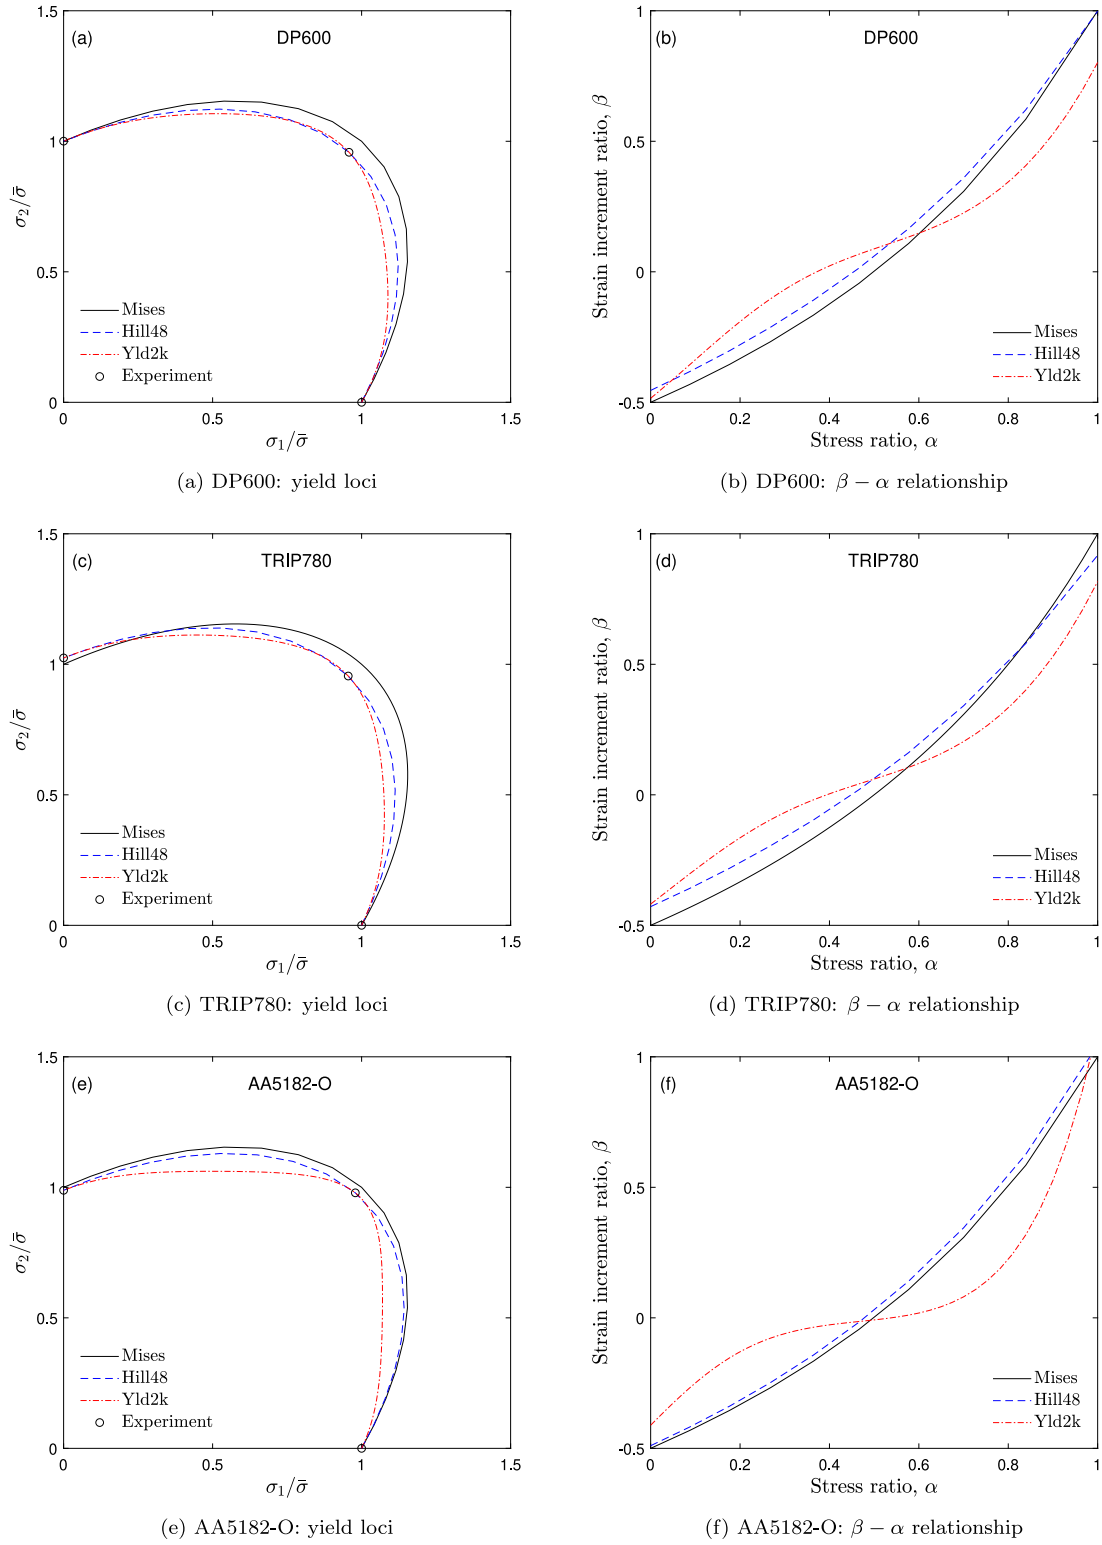 (a) DP600
1.5
1
0.5
0
σ₂/σ̄
Mises
Hill48
Yld2k
Experiment
0 0.5 1 1.5
σ₁/σ̄
(a) DP600: yield loci
(b) DP600
1
0.5
0
-0.5
Strain increment ratio, β
Mises
Hill48
Yld2k
0 0.2 0.4 0.6 0.8 1
Stress ratio, α
(b) DP600: β − α relationship
(c) TRIP780
1.5
1
0.5
0
σ₂/σ̄
Mises
Hill48
Yld2k
Experiment
0 0.5 1 1.5
σ₁/σ̄
(c) TRIP780: yield loci
(d) TRIP780
1
0.5
0
-0.5
Strain increment ratio, β
Mises
Hill48
Yld2k
0 0.2 0.4 0.6 0.8 1
Stress ratio, α
(d) TRIP780: β − α relationship
(e) AA5182-O
1.5
1
0.5
0
σ₂/σ̄
Mises
Hill48
Yld2k
Experiment
0 0.5 1 1.5
σ₁/σ̄
(e) AA5182-O: yield loci
(f) AA5182-O
1
0.5
0
-0.5
Strain increment ratio, β
Mises
Hill48
Yld2k
0 0.2 0.4 0.6 0.8 1
Stress ratio, α
(f) AA5182-O: β − α relationship